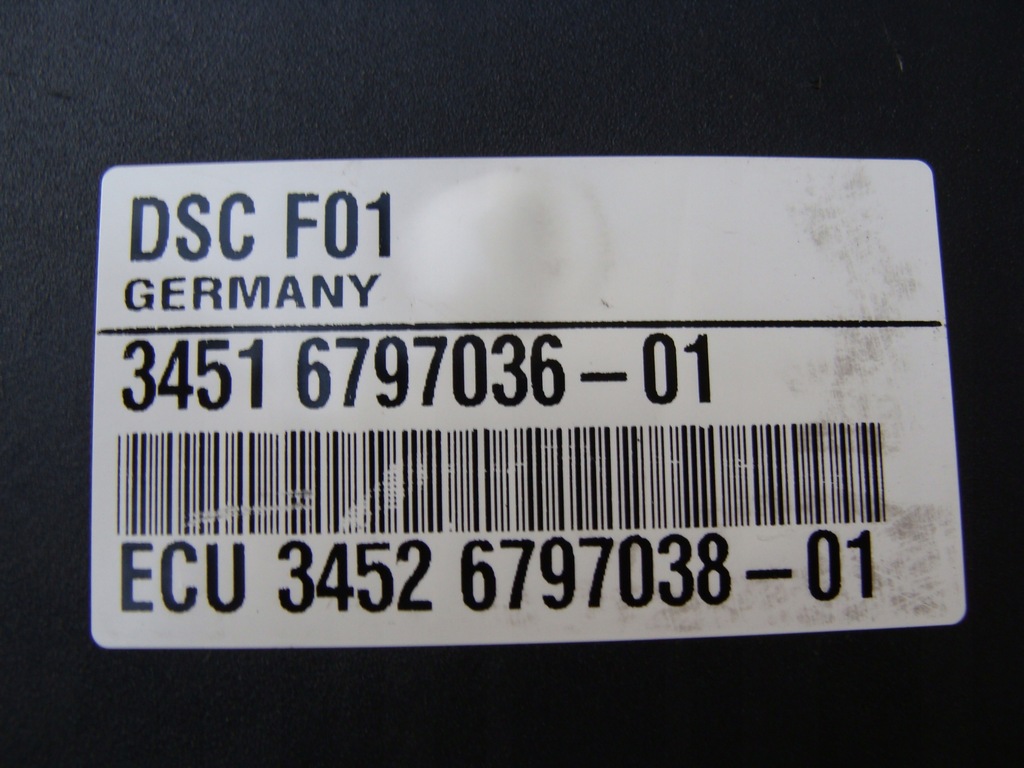 DSC F01
GERMANY
3451 6797036-01
ECU 3452 6797038-01